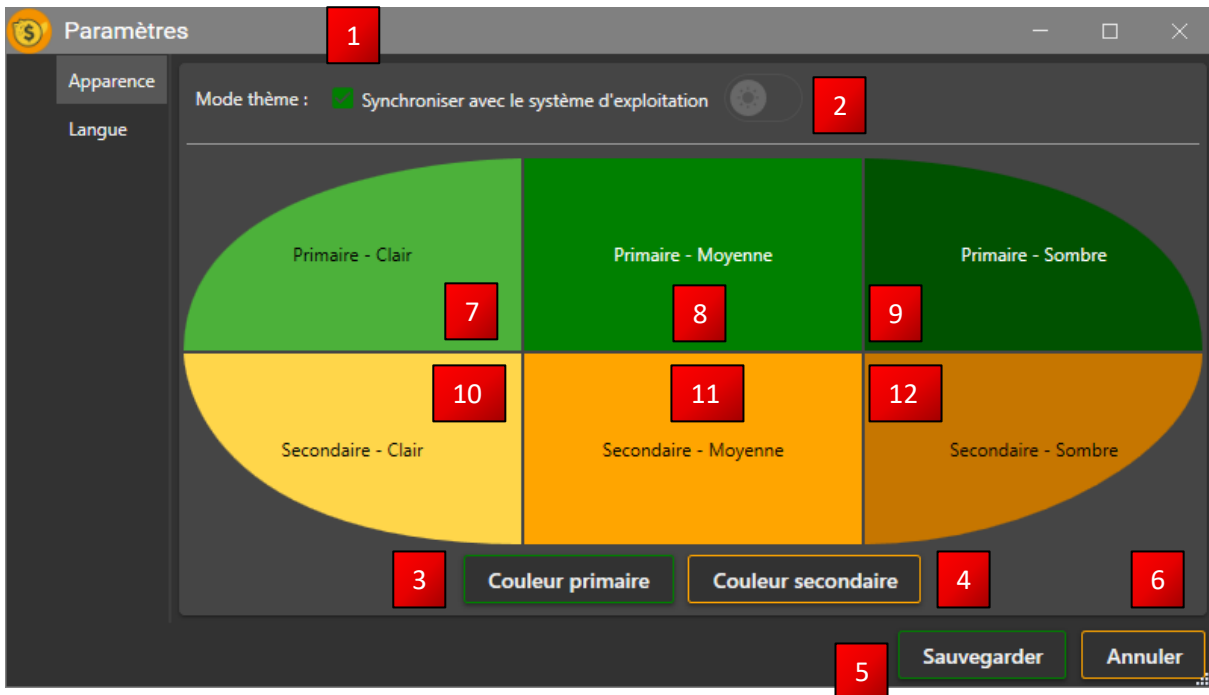 Paramètres
1
Apparence
Langue
Mode thème : Synchroniser avec le système d'exploitation
2
Primaire - Clair
Primaire - Moyenne
Primaire - Sombre
7
8
9
10
11
12
Secondaire - Clair
Secondaire - Moyenne
Secondaire - Sombre
3
Couleur primaire
Couleur secondaire
4
6
5
Sauvegarder
Annuler